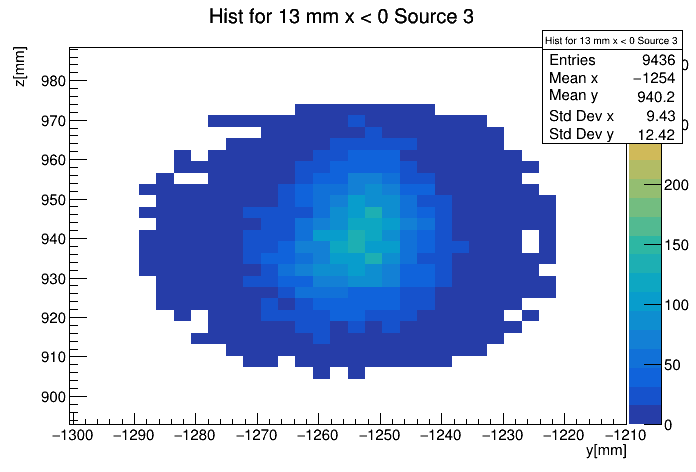 Hist for 13 mm x < 0 Source 3
Hist for 13 mm x < 0 Source 3
Entries 9436
Mean x −1254
Mean y 940.2
Std Dev x 9.43
Std Dev y 12.42
z[mm]
980
970
960
950
940
930
920
910
900
−1300 −1290 −1280 −1270 −1260 −1250 −1240 −1230 −1220 −1210
y[mm]
200
150
100
50
0